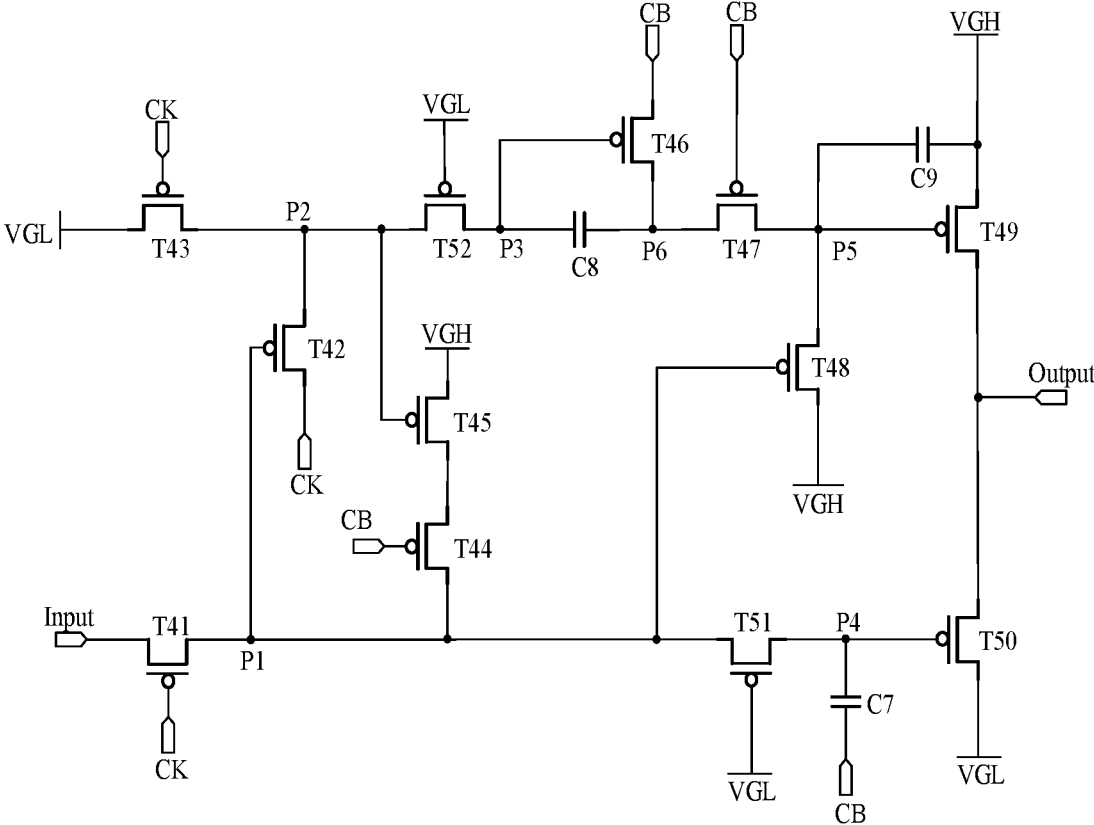 CB
CB
VGH
CK
VGL
T46
C9
P2
VGL
T43
T52
P3
C8
P6
T47
P5
T49
T42
VGH
T48
T45
Output
CK
VGH
CB
T44
Input
T41
P1
T51
P4
T50
C7
CK
VGL
CB
VGL